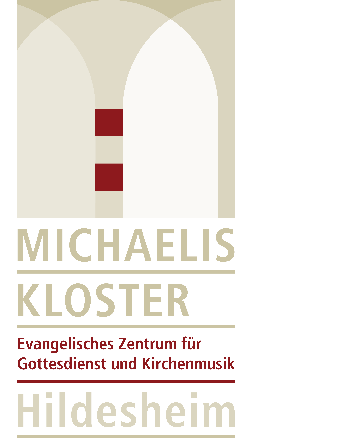 MICHAELIS
KLOSTER
Evangelisches Zentrum für
Gottesdienst und Kirchenmusik
Hildesheim